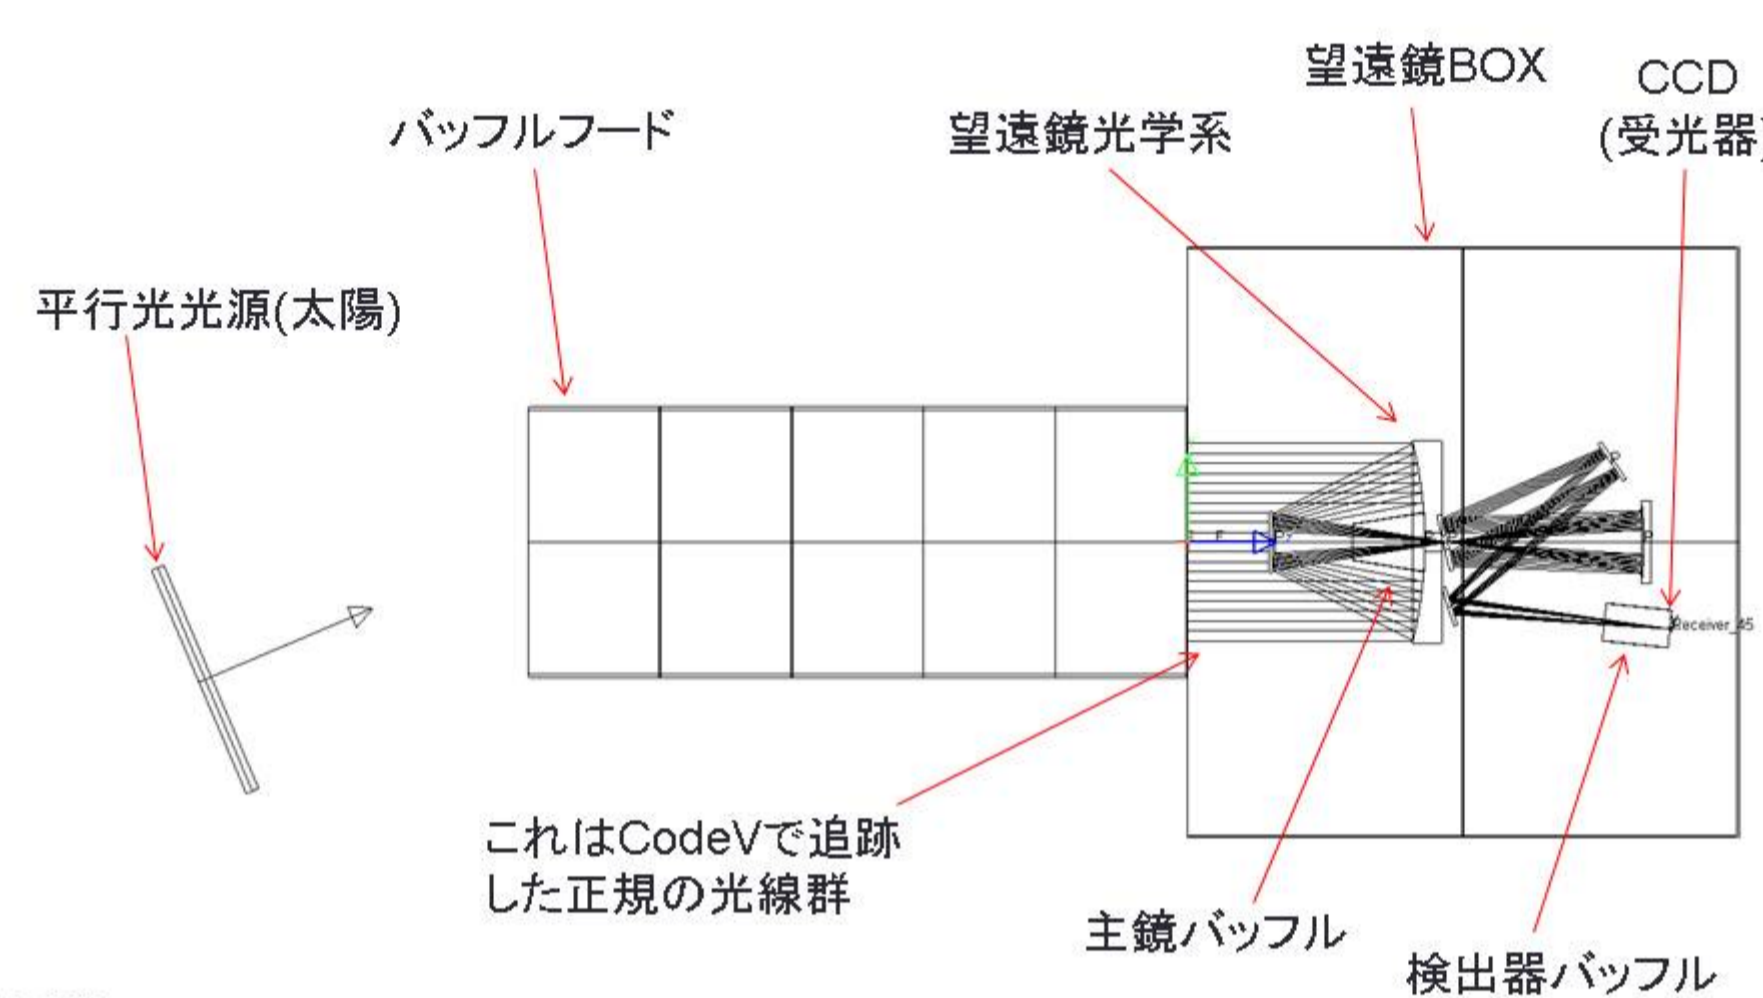 望遠鏡BOX
CCD
(受光器)
バッフルフード
望遠鏡光学系
平行光光源(太陽)
F
Receiver_45
これはCodeVで追跡
した正規の光線群
主鏡バッフル
検出器バッフル